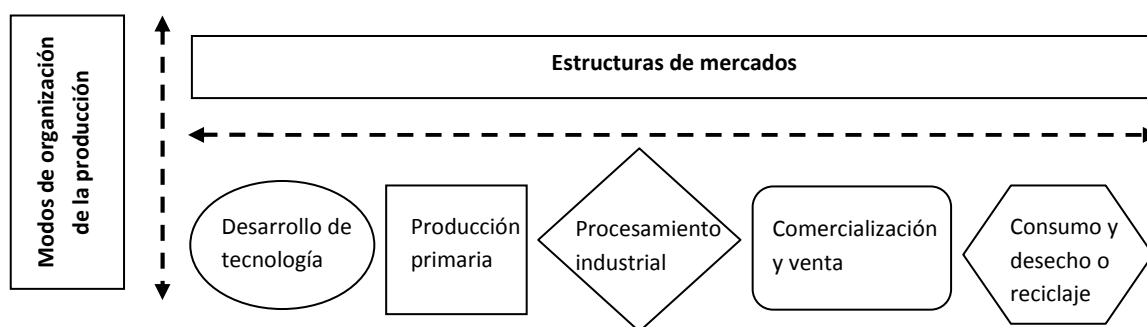 Modos de organización
de la producción
Estructuras de mercados
Desarrollo de
tecnología
Producción
primaria
Procesamiento
industrial
Comercialización
y venta
Consumo y
desecho o
reciclaje